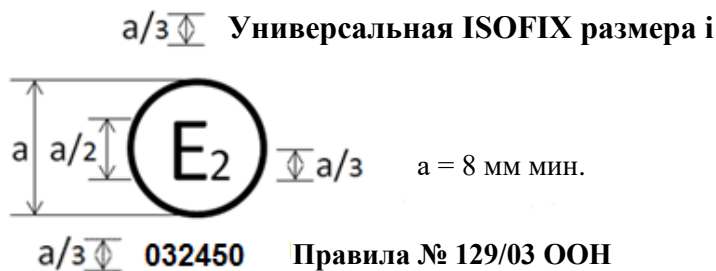 a/3 Универсальная ISOFIX размера i
a a/2 E2 a/3 a = 8 мм мин.
a/3 032450 Правила № 129/03 ООН